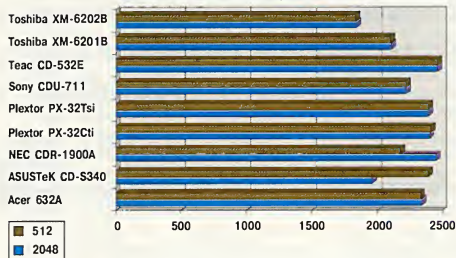 Toshiba XM-6202B
Toshiba XM-6201B
Teac CD-532E
Sony CDU-711
Plextor PX-32Tsi
Plextor PX-32Cti
NEC CDR-1900A
ASUSTeK CD-S340
Acer 632A
0 500 1000 1500 2000 2500
512
2048